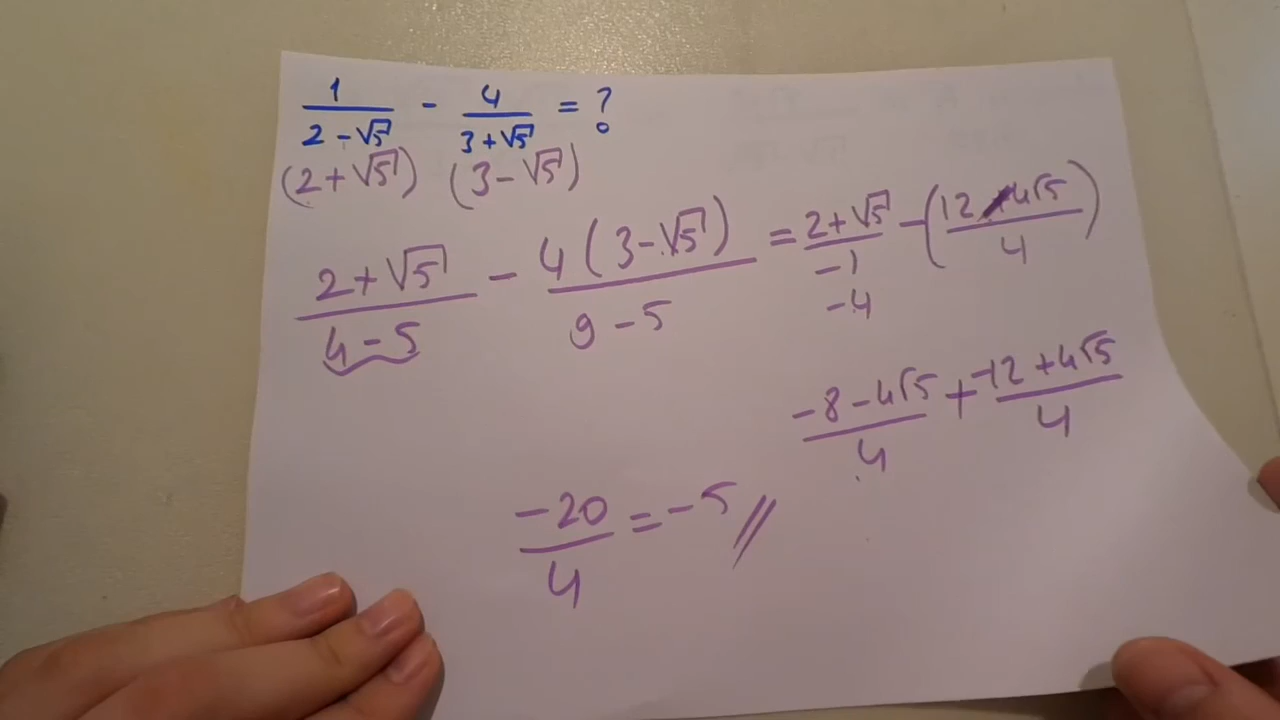 1/(2 - √5) - 4/(3 + √5) = ?
(2 + √5) (3 - √5)
(2 + √5)/(4 - 5) - 4(3 - √5)/(9 - 5) = (2 + √5)/-1 - ((12 - 4√5)/4)
-4
(-8 - 4√5)/4 + (-12 + 4√5)/4
-20/4 = -5 //